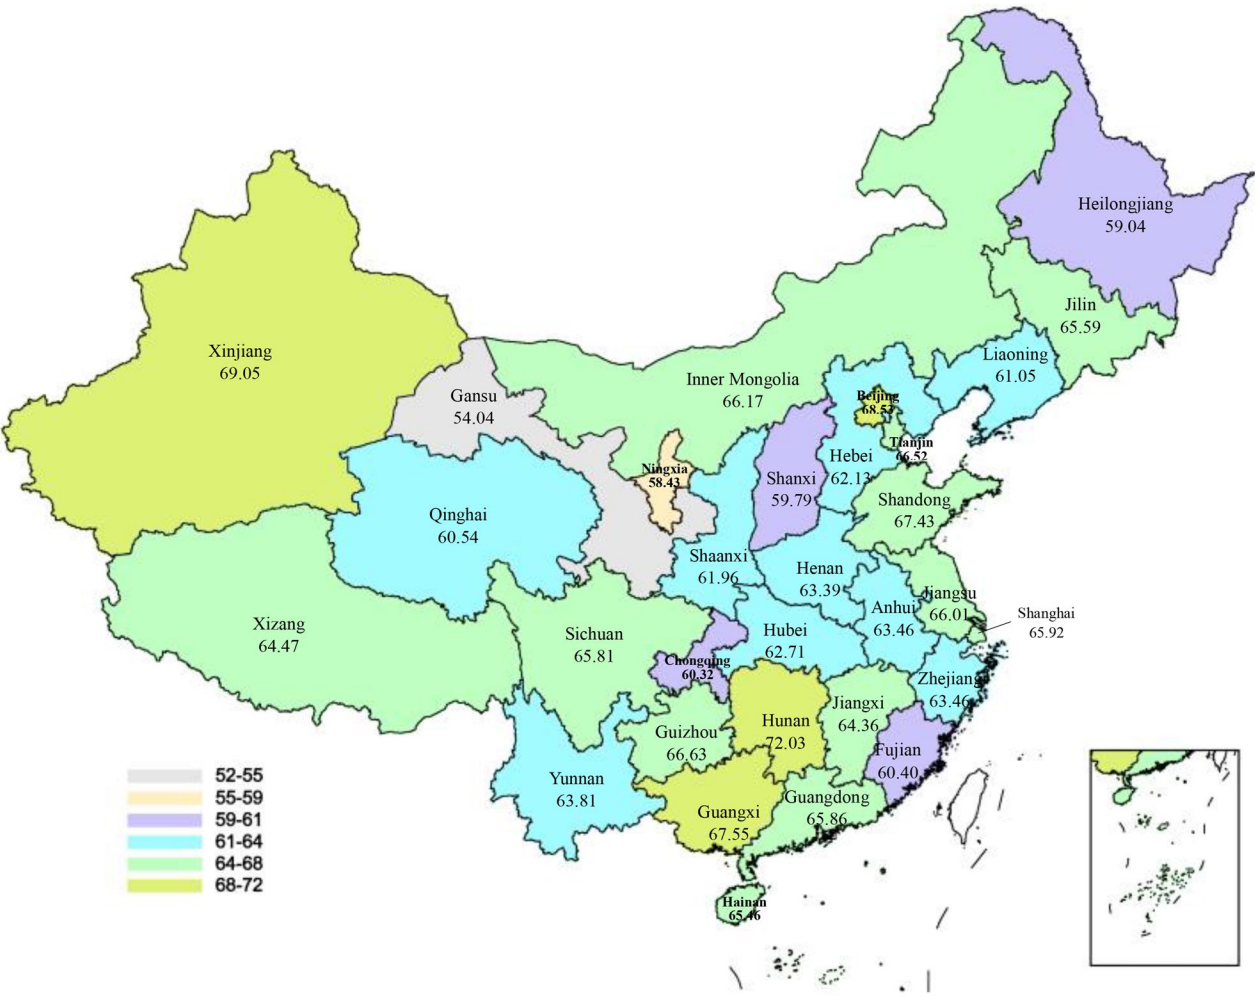 Heilongjiang
59.04
Jilin
65.59
Xinjiang
69.05
Liaoning
61.05
Inner Mongolia
66.17
Gansu
54.04
Beijing
68.53
Tianjin
66.52
Hebei
62.13
Ningxia
58.43
Shanxi
59.79
Shandong
67.43
Qinghai
60.54
Shaanxi
61.96
Henan
63.39
Jiangsu
66.01
Anhui
63.46
Shanghai
65.92
Xizang
64.47
Sichuan
65.81
Hubei
62.71
Chongqing
60.32
Zhejiang
63.46
Jiangxi
64.36
Hunan
72.03
Guizhou
66.63
Fujian
60.40
Yunnan
63.81
Guangdong
65.86
Guangxi
67.55
Hainan
65.46
52-55
55-59
59-61
61-64
64-68
68-72